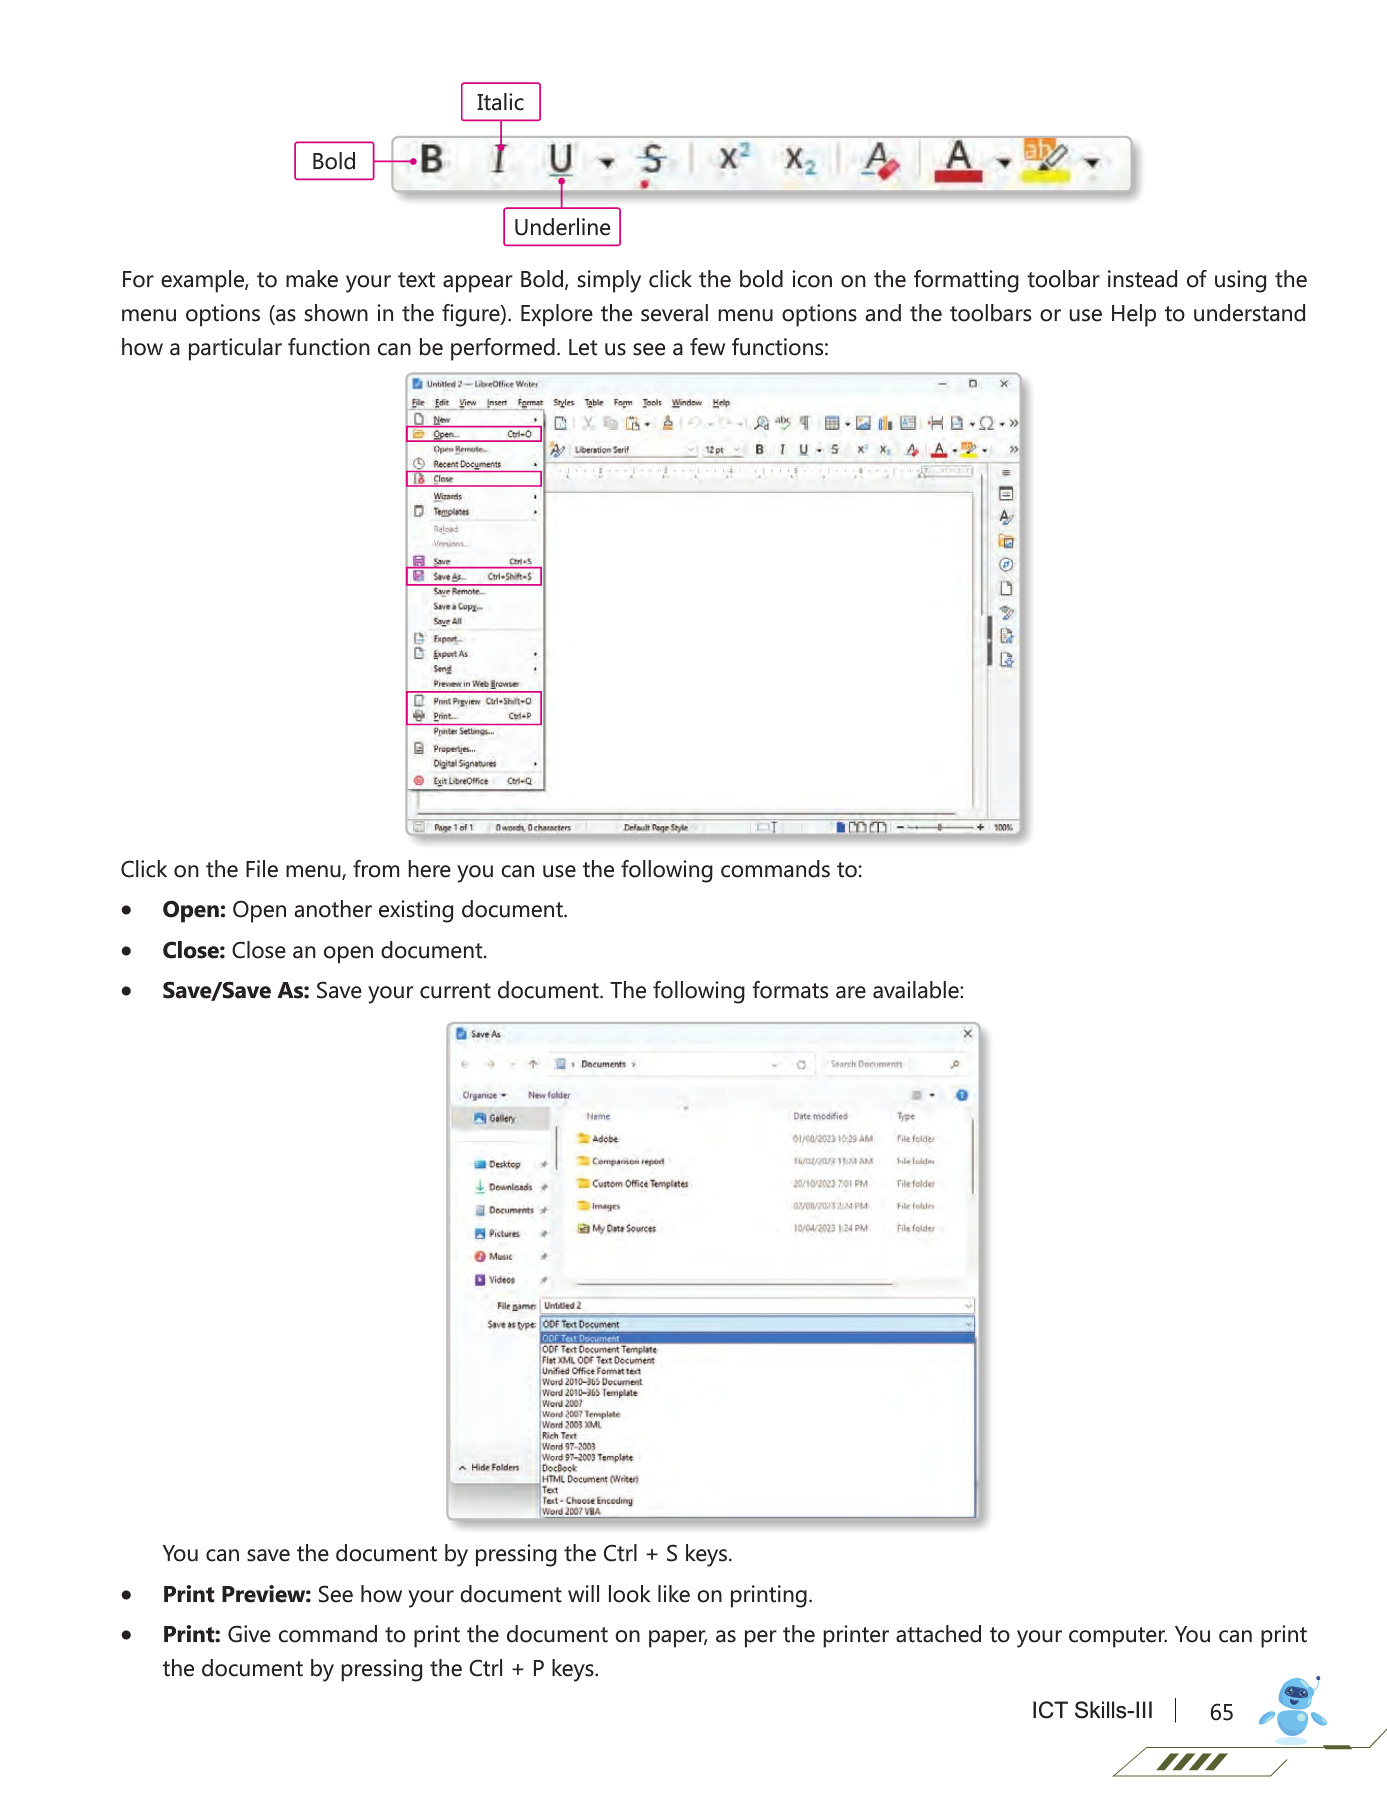 Italic
Bold
B I U S X² X₂ A A ab
Underline
For example, to make your text appear Bold, simply click the bold icon on the formatting toolbar instead of using the
menu options (as shown in the figure). Explore the several menu options and the toolbars or use Help to understand
how a particular function can be performed. Let us see a few functions:
Untitled 2 — LibreOffice Writer
File Edit View Insert Format Styles Table Form Tools Window Help
New
Open... Ctrl+O
Open Remote...
Liberation Serif 12 pt B I U S X² X₂ A
Recent Documents
Close
Wizards
Templates
Reload
Versions...
Save Ctrl+S
Save As... Ctrl+Shift+S
Save Remote...
Save a Copy...
Save All
Export...
Export As
Send
Preview in Web Browser
Print Preview Ctrl+Shift+O
Print... Ctrl+P
Printer Settings...
Properties...
Digital Signatures
Exit LibreOffice Ctrl+Q
Page 1 of 1 0 words, 0 characters Default Page Style 100%
Click on the File menu, from here you can use the following commands to:
• Open: Open another existing document.
• Close: Close an open document.
• Save/Save As: Save your current document. The following formats are available:
Save As
Documents Search Documents
Organize New folder
Gallery Name Date modified Type
Adobe 01/08/2023 10:29 AM File folder
Desktop Comparison report 16/02/2023 11:24 AM File folder
Downloads Custom Office Templates 20/10/2023 7:01 PM File folder
Documents Images 02/08/2023 2:24 PM File folder
Pictures My Data Sources 10/04/2023 1:24 PM File folder
Music
Videos
File name: Untitled 2
Save as type: ODF Text Document
ODF Text Document
ODF Text Document Template
Flat XML ODF Text Document
Unified Office Format text
Word 2010–365 Document
Word 2010–365 Template
Word 2007
Word 2007 Template
Word 2003 XML
Rich Text
Word 97–2003
Word 97–2003 Template
Hide Folders DocBook
HTML Document (Writer)
Text
Text - Choose Encoding
Word 2007 VBA
You can save the document by pressing the Ctrl + S keys.
• Print Preview: See how your document will look like on printing.
• Print: Give command to print the document on paper, as per the printer attached to your computer. You can print
the document by pressing the Ctrl + P keys.
ICT Skills-III 65